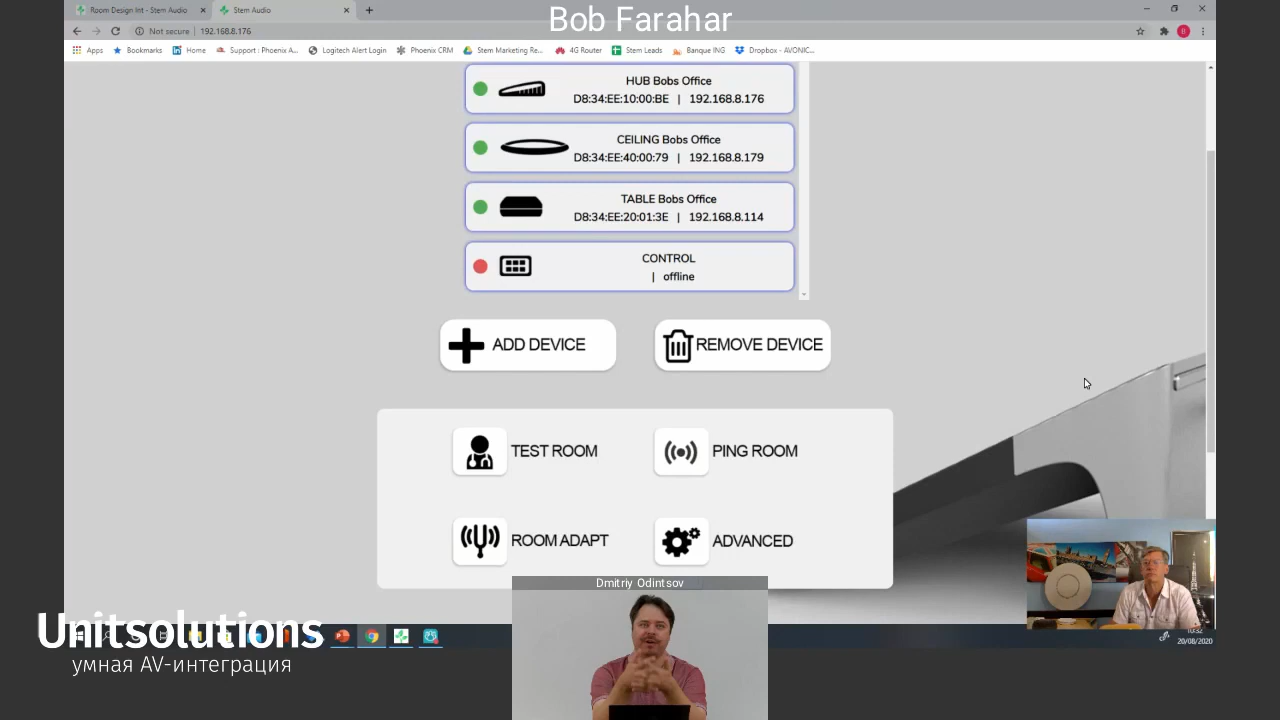 Bob Farahar
Room Design Int - Stem Audio
Stem Audio
Not secure | 192.168.8.176
Apps
Bookmarks
Home
Support : Phoenix A...
Logitech Alert Login
Phoenix CRM
Stem Marketing Re...
4G Router
Stem Leads
Banque ING
Dropbox - AVONIC...
HUB Bobs Office
D8:34:EE:10:00:BE | 192.168.8.176
CEILING Bobs Office
D8:34:EE:40:00:79 | 192.168.8.179
TABLE Bobs Office
D8:34:EE:20:01:3E | 192.168.8.114
CONTROL
| offline
ADD DEVICE
REMOVE DEVICE
TEST ROOM
PING ROOM
ROOM ADAPT
ADVANCED
Dmitriy Odintsov
Unitsolutions
умная AV-интеграция
10:32
20/08/2020